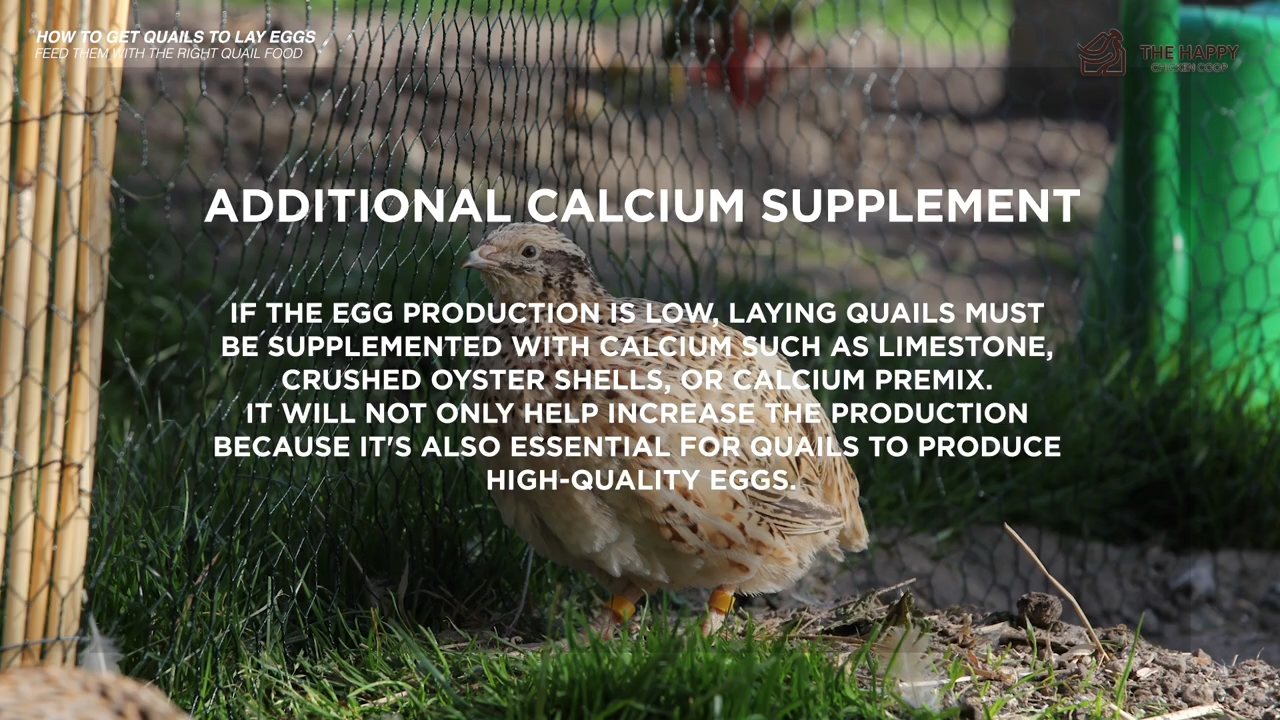 HOW TO GET QUAILS TO LAY EGGS
FEED THEM WITH THE RIGHT QUAIL FOOD
THE HAPPY
CHICKEN COOP
ADDITIONAL CALCIUM SUPPLEMENT
IF THE EGG PRODUCTION IS LOW, LAYING QUAILS MUST
BE SUPPLEMENTED WITH CALCIUM SUCH AS LIMESTONE,
CRUSHED OYSTER SHELLS, OR CALCIUM PREMIX.
IT WILL NOT ONLY HELP INCREASE THE PRODUCTION
BECAUSE IT'S ALSO ESSENTIAL FOR QUAILS TO PRODUCE
HIGH-QUALITY EGGS.